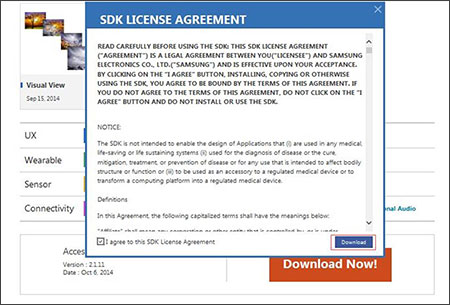 SDK LICENSE AGREEMENT
READ CAREFULLY BEFORE USING THE SDK: THIS SDK LICENSE AGREEMENT
("AGREEMENT") IS A LEGAL AGREEMENT BETWEEN YOU("LICENSEE") AND SAMSUNG
ELECTRONICS CO., LTD.("SAMSUNG") AND IS EFFECTIVE UPON YOUR ACCEPTANCE.
BY CLICKING ON THE "I AGREE" BUTTON, INSTALLING, COPYING OR OTHERWISE
USING THE SDK, YOU AGREE TO BE BOUND BY THE TERMS OF THIS AGREEMENT. IF
YOU DO NOT AGREE TO THE TERMS OF THIS AGREEMENT, DO NOT CLICK ON THE "I
AGREE" BUTTON AND DO NOT INSTALL OR USE THE SDK.
NOTICE:
The SDK is not intended to enable the design of Applications that (i) are used in any medical,
life-saving or life sustaining systems (ii) used for the diagnosis of disease or the cure,
mitigation, treatment, or prevention of disease or for any use that is intended to affect bodily
structure or function or (iii) to be used as an accessory to a regulated medical device or to
transform a computing platform into a regulated medical device.
Definitions
In this Agreement, the following capitalized terms shall have the meanings below:
I agree to this SDK License Agreement
Download
Visual View
Sep 15, 2014
UX
Wearable
Sensor
Connectivity
onal Audio
Acces
Version : 2.1.11
Date : Oct 6, 2014
Download Now!